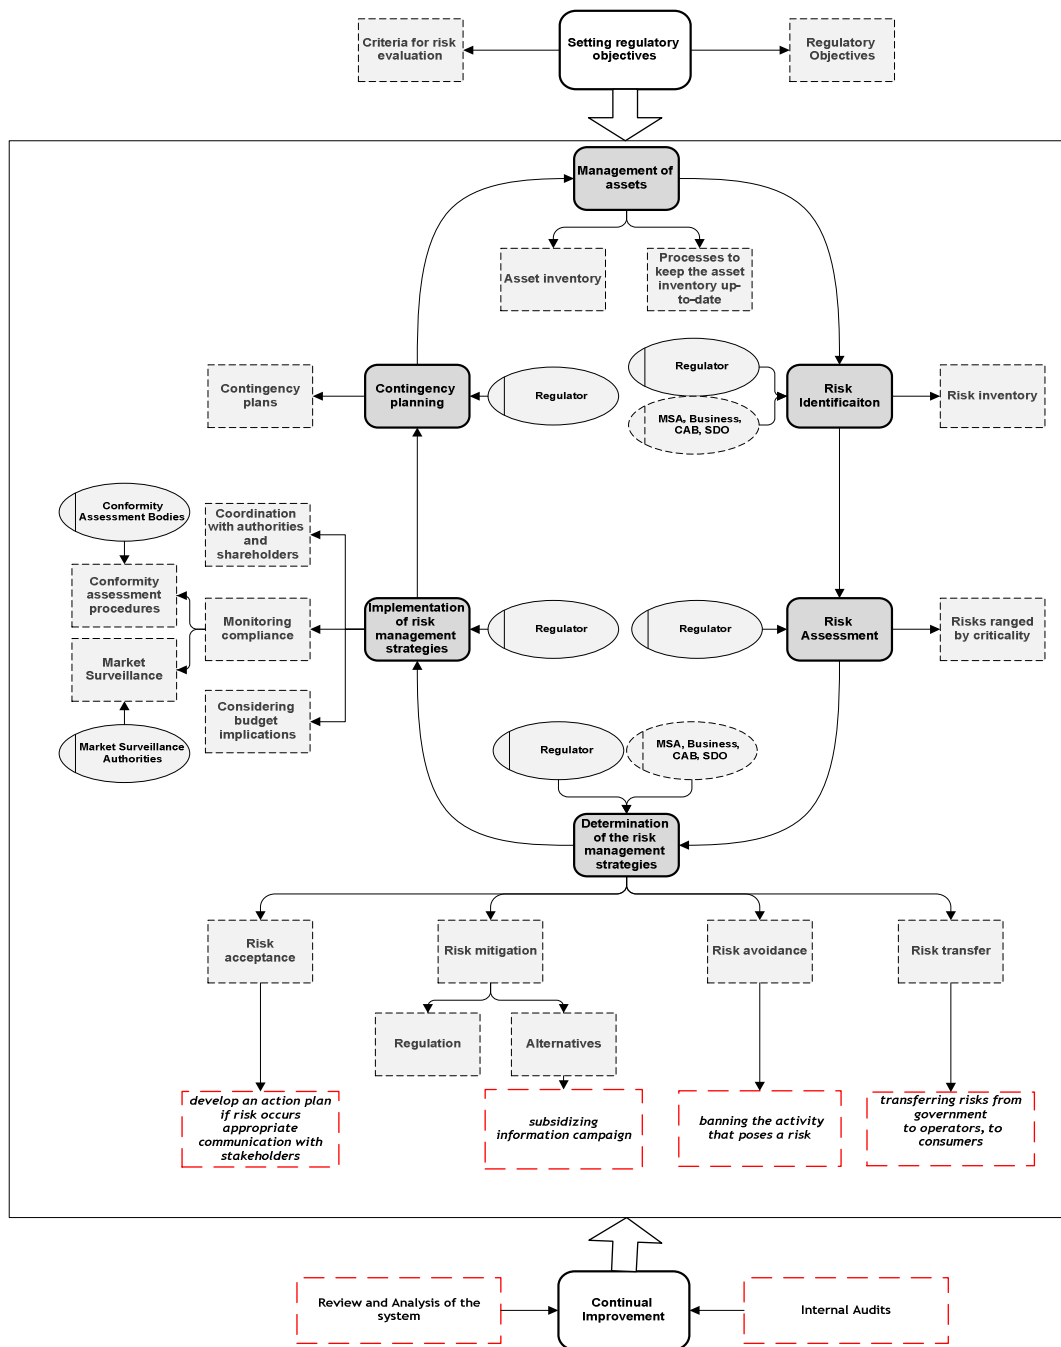 Criteria for risk
evaluation
Setting regulatory
objectives
Regulatory
Objectives
Management of
assets
Asset inventory
Processes to
keep the asset
inventory up-
to-date
Contingency
plans
Contingency
planning
Regulator
Regulator
MSA, Business,
CAB, SDO
Risk
Identificaiton
Risk inventory
Conformity
Assessment Bodies
Coordination
with authorities
and
shareholders
Conformity
assessment
procedures
Monitoring
compliance
Implementation
of risk
management
strategies
Regulator
Regulator
Risk
Assessment
Risks ranged
by criticality
Market
Surveillance
Considering
budget
implications
Market Surveillance
Authorities
Regulator
MSA, Business,
CAB, SDO
Determination
of the risk
management
strategies
Risk
acceptance
Risk mitigation
Risk avoidance
Risk transfer
Regulation
Alternatives
develop an action plan
if risk occurs
appropriate
communication with
stakeholders
subsidizing
information campaign
banning the activity
that poses a risk
transferring risks from
government
to operators, to
consumers
Review and Analysis of the
system
Continual
Improvement
Internal Audits